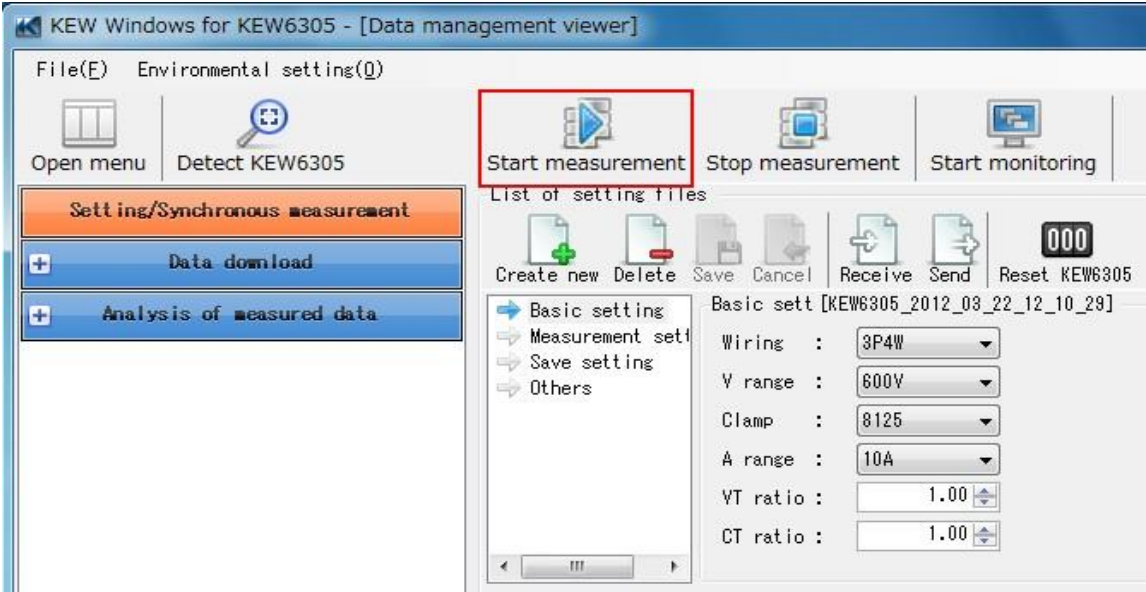 KEW Windows for KEW6305 - [Data management viewer]
File(F) Environmental setting(O)
Open menu Detect KEW6305 Start measurement Stop measurement Start monitoring
Setting/Synchronous measurement
Data download
Analysis of measured data
List of setting files
000
Create new Delete Save Cancel Receive Send Reset KEW6305
Basic setting
Measurement sett
Save setting
Others
Basic sett [KEW6305_2012_03_22_12_10_29]
Wiring : 3P4W
V range : 600V
Clamp : 8125
A range : 10A
VT ratio : 1.00
CT ratio : 1.00